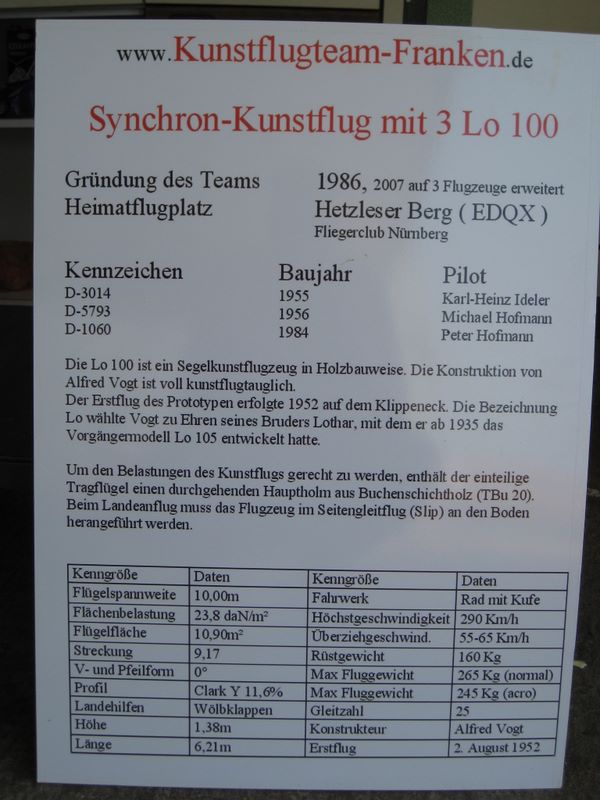 www.Kunstflugteam-Franken.de
Synchron-Kunstflug mit 3 Lo 100
Gründung des Teams 1986, 2007 auf 3 Flugzeuge erweitert
Heimatflugplatz Hetzleser Berg ( EDQX )
Fliegerclub Nürnberg
Kennzeichen Baujahr Pilot
D-3014 1955 Karl-Heinz Ideler
D-5793 1956 Michael Hofmann
D-1060 1984 Peter Hofmann
Die Lo 100 ist ein Segelkunstflugzeug in Holzbauweise. Die Konstruktion von
Alfred Vogt ist voll kunstflugtauglich.
Der Erstflug des Prototypen erfolgte 1952 auf dem Klippeneck. Die Bezeichnung
Lo wählte Vogt zu Ehren seines Bruders Lothar, mit dem er ab 1935 das
Vorgängermodell Lo 105 entwickelt hatte.
Um den Belastungen des Kunstflugs gerecht zu werden, enthält der einteilige
Tragflügel einen durchgehenden Hauptholm aus Buchenschichtholz (TBu 20).
Beim Landeanflug muss das Flugzeug im Seitengleitflug (Slip) an den Boden
herangeführt werden.
Kenngröße Daten Kenngröße Daten
Flügelspannweite 10,00m Fahrwerk Rad mit Kufe
Flächenbelastung 23,8 daN/m² Höchstgeschwindigkeit 290 Km/h
Flügelfläche 10,90m² Überziehgeschwind. 55-65 Km/h
Streckung 9,17 Rüstgewicht 160 Kg
V- und Pfeilform 0° Max Fluggewicht 265 Kg (normal)
Profil Clark Y 11,6% Max Fluggewicht 245 Kg (acro)
Landehilfen Wölbklappen Gleitzahl 25
Höhe 1,38m Konstrukteur Alfred Vogt
Länge 6,21m Erstflug 2. August 1952